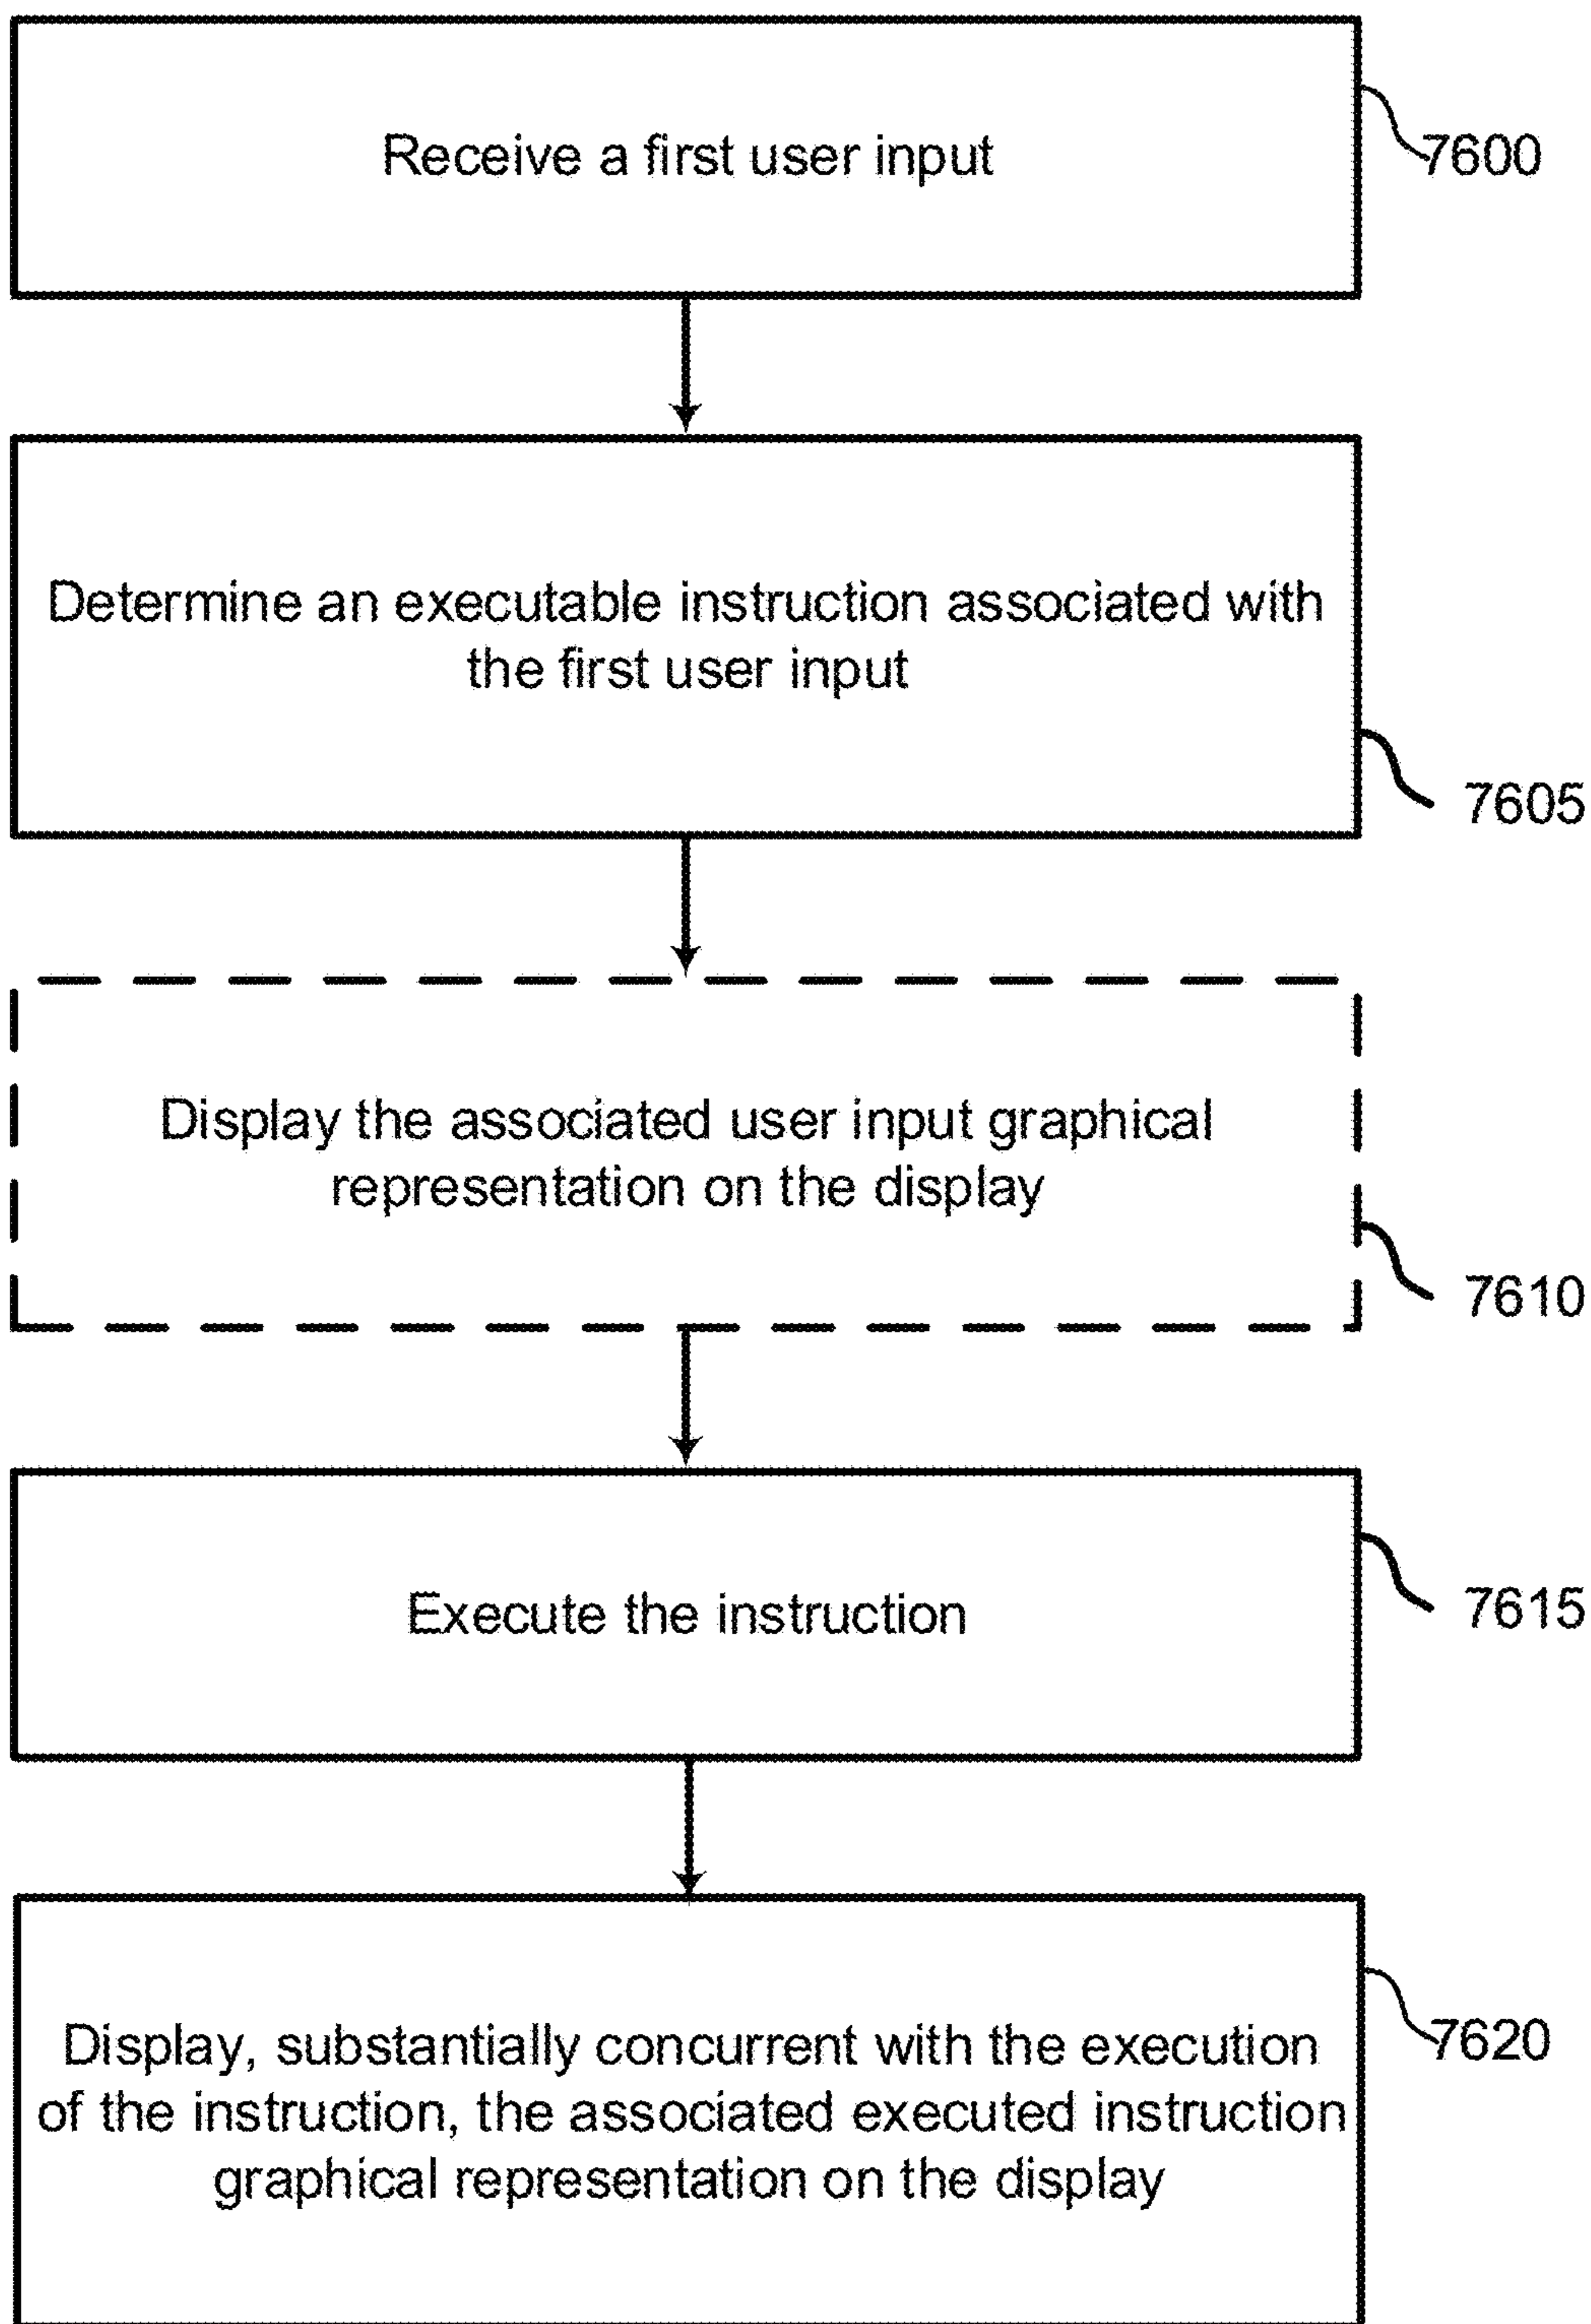 Receive a first user input
7600
Determine an executable instruction associated with
the first user input
7605
Display the associated user input graphical
representation on the display
7610
Execute the instruction
7615
Display, substantially concurrent with the execution
of the instruction, the associated executed instruction
graphical representation on the display
7620